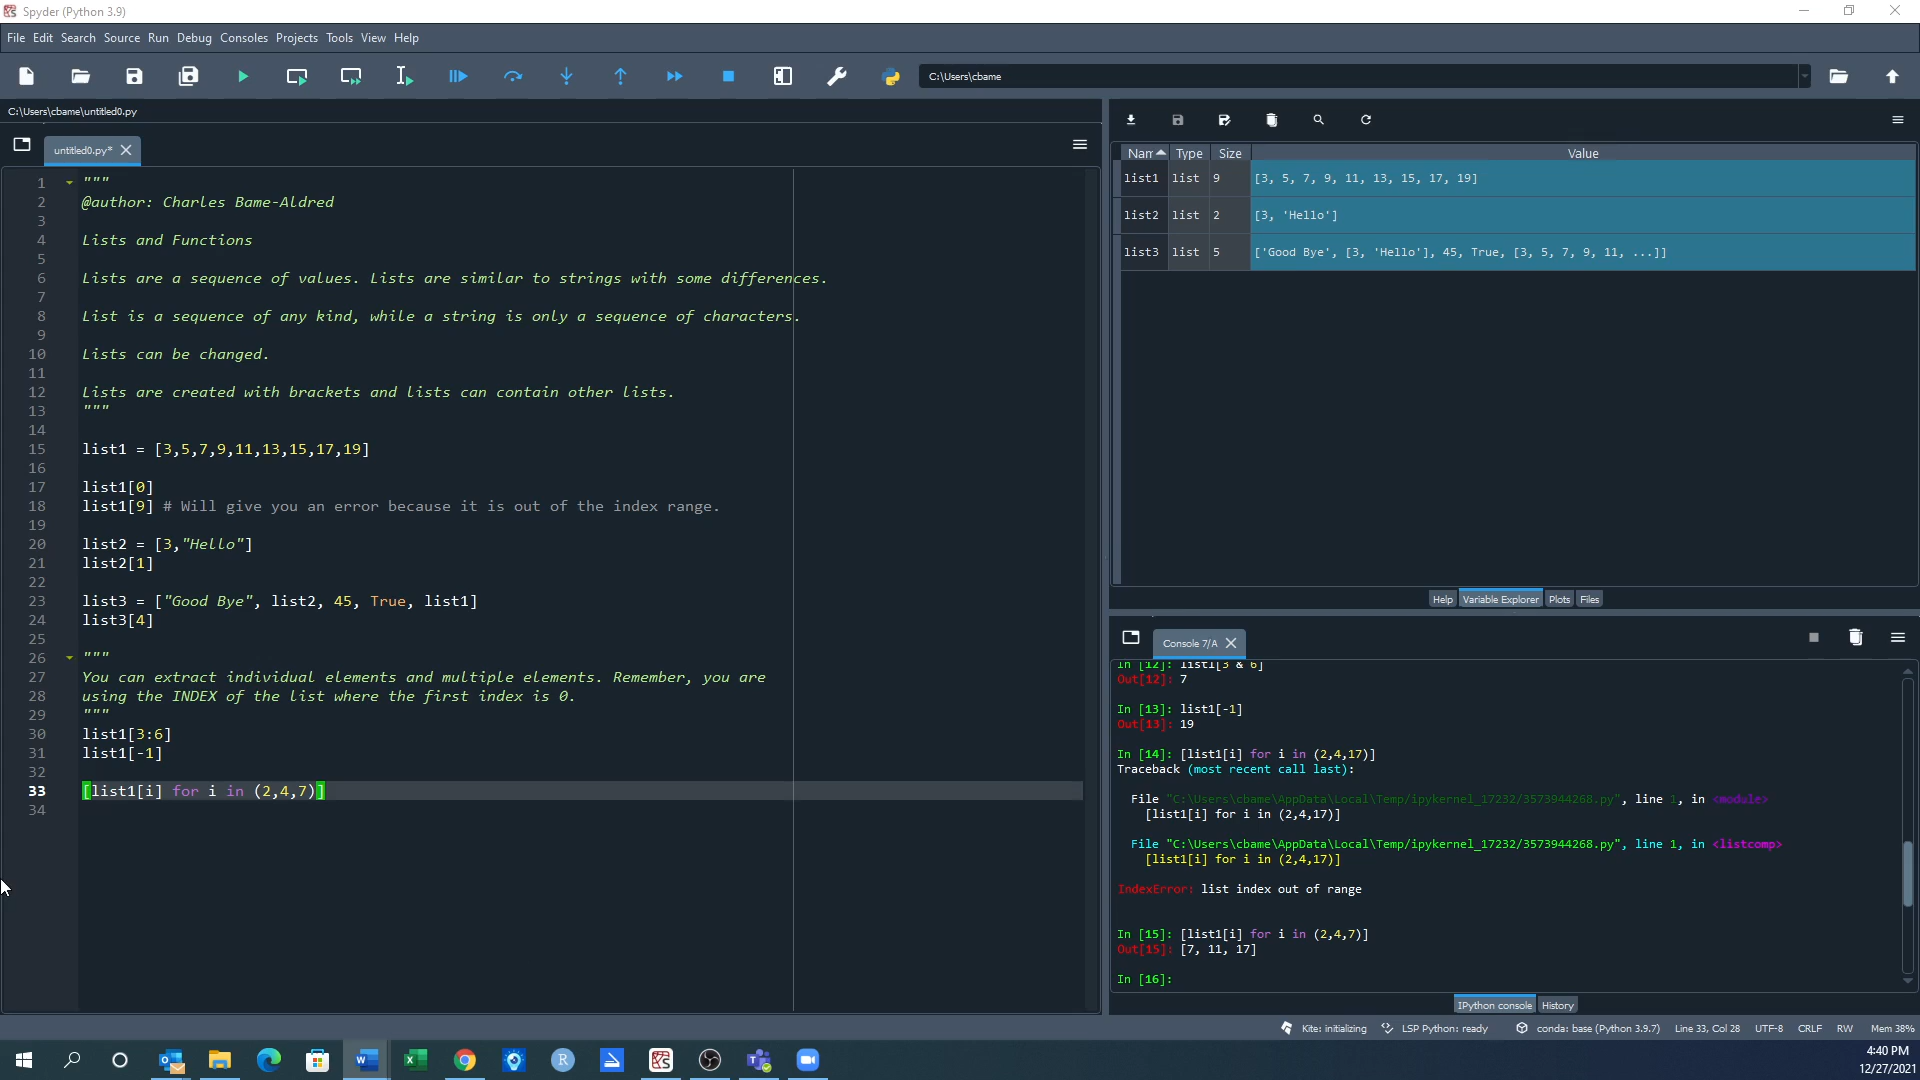 Spyder (Python 3.9)
File Edit Search Source Run Debug Consoles Projects Tools View Help
C:\Users\cbame
C:\Users\cbame\untitled0.py
untitled0.py*
1 """
2 @author: Charles Bame-Aldred
3
4 Lists and Functions
5
6 Lists are a sequence of values. Lists are similar to strings with some differences.
7
8 List is a sequence of any kind, while a string is only a sequence of characters.
9
10 Lists can be changed.
11
12 Lists are created with brackets and lists can contain other lists.
13 """
14
15 list1 = [3,5,7,9,11,13,15,17,19]
16
17 list1[0]
18 list1[9] # Will give you an error because it is out of the index range.
19
20 list2 = [3,"Hello"]
21 list2[1]
22
23 list3 = ["Good Bye", list2, 45, True, list1]
24 list3[4]
25
26 """
27 You can extract individual elements and multiple elements. Remember, you are
28 using the INDEX of the list where the first index is 0.
29 """
30 list1[3:6]
31 list1[-1]
32
33 [list1[i] for i in (2,4,7)]
34
Nam Type Size Value
list1 list 9 [3, 5, 7, 9, 11, 13, 15, 17, 19]
list2 list 2 [3, 'Hello']
list3 list 5 ['Good Bye', [3, 'Hello'], 45, True, [3, 5, 7, 9, 11, ...]]
Help Variable Explorer Plots Files
Console 7/A
In [12]: list1[3 & 6]
Out[12]: 7
In [13]: list1[-1]
Out[13]: 19
In [14]: [list1[i] for i in (2,4,17)]
Traceback (most recent call last):
File "C:\Users\cbame\AppData\Local\Temp/ipykernel_17232/3573944268.py", line 1, in <module>
[list1[i] for i in (2,4,17)]
File "C:\Users\cbame\AppData\Local\Temp/ipykernel_17232/3573944268.py", line 1, in <listcomp>
[list1[i] for i in (2,4,17)]
IndexError: list index out of range
In [15]: [list1[i] for i in (2,4,7)]
Out[15]: [7, 11, 17]
In [16]:
IPython console History
Kite: initializing LSP Python: ready conda: base (Python 3.9.7) Line 33, Col 28 UTF-8 CRLF RW Mem 38%
4:40 PM
12/27/2021